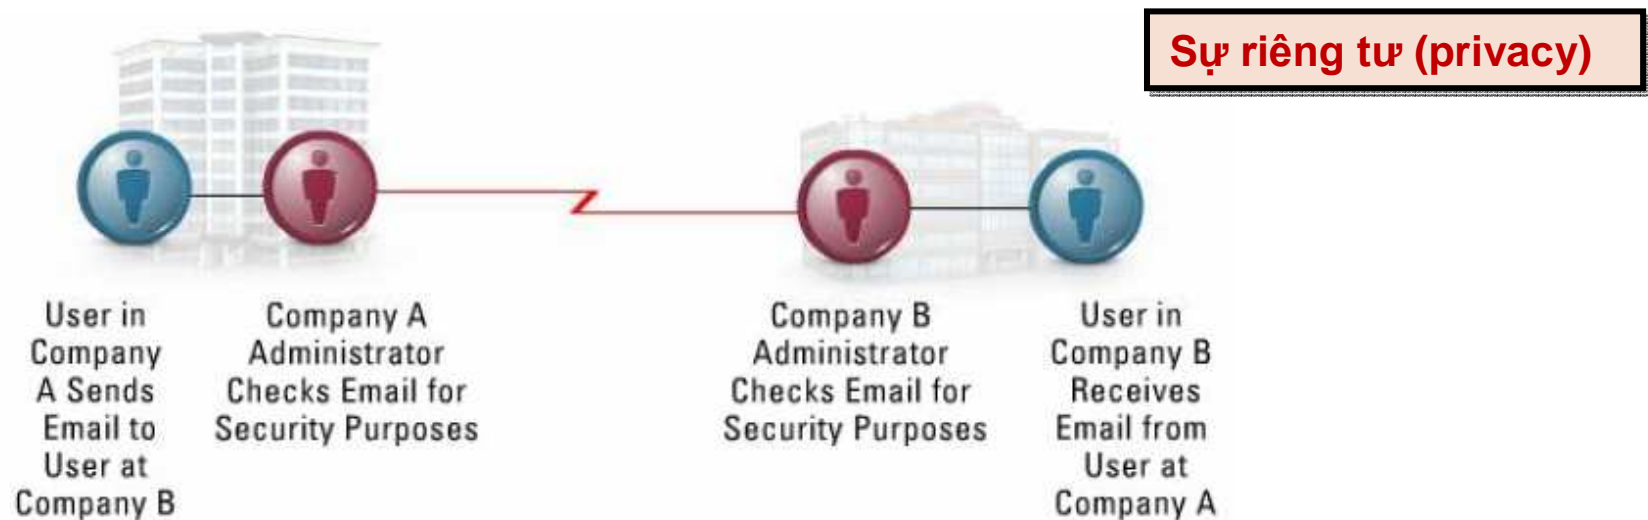 Sự riêng tư (privacy)
User in
Company
A Sends
Email to
User at
Company B
Company A
Administrator
Checks Email for
Security Purposes
Company B
Administrator
Checks Email for
Security Purposes
User in
Company B
Receives
Email from
User at
Company A